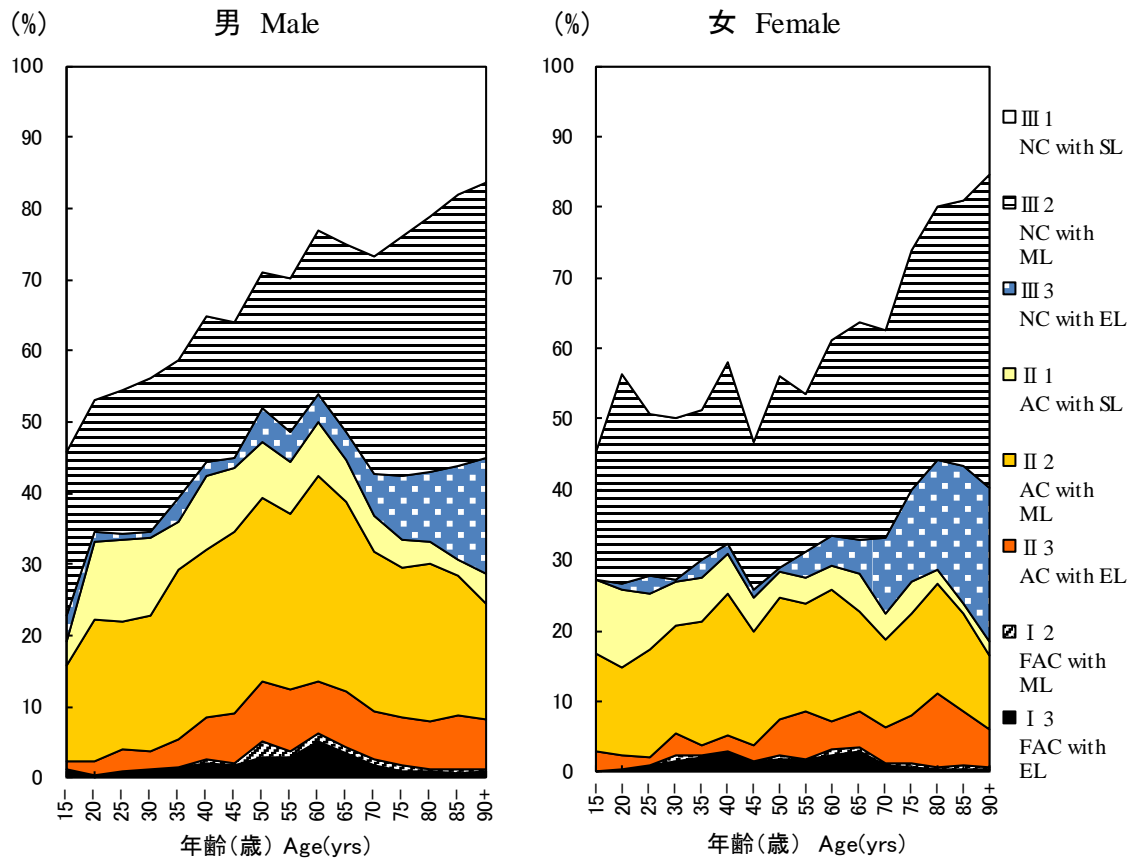 (%) 男 Male
100
90
80
70
60
50
40
30
20
10
0
15 20 25 30 35 40 45 50 55 60 65 70 75 80 85 90+
年齢(歳) Age(yrs)
(%) 女 Female
100
90
80
70
60
50
40
30
20
10
0
15 20 25 30 35 40 45 50 55 60 65 70 75 80 85 90+
年齢(歳) Age(yrs)
Ⅲ 1
NC with SL
Ⅲ 2
NC with
ML
Ⅲ 3
NC with EL
Ⅱ 1
AC with SL
Ⅱ 2
AC with
ML
Ⅱ 3
AC with EL
Ⅰ 2
FAC with
ML
Ⅰ 3
FAC with
EL